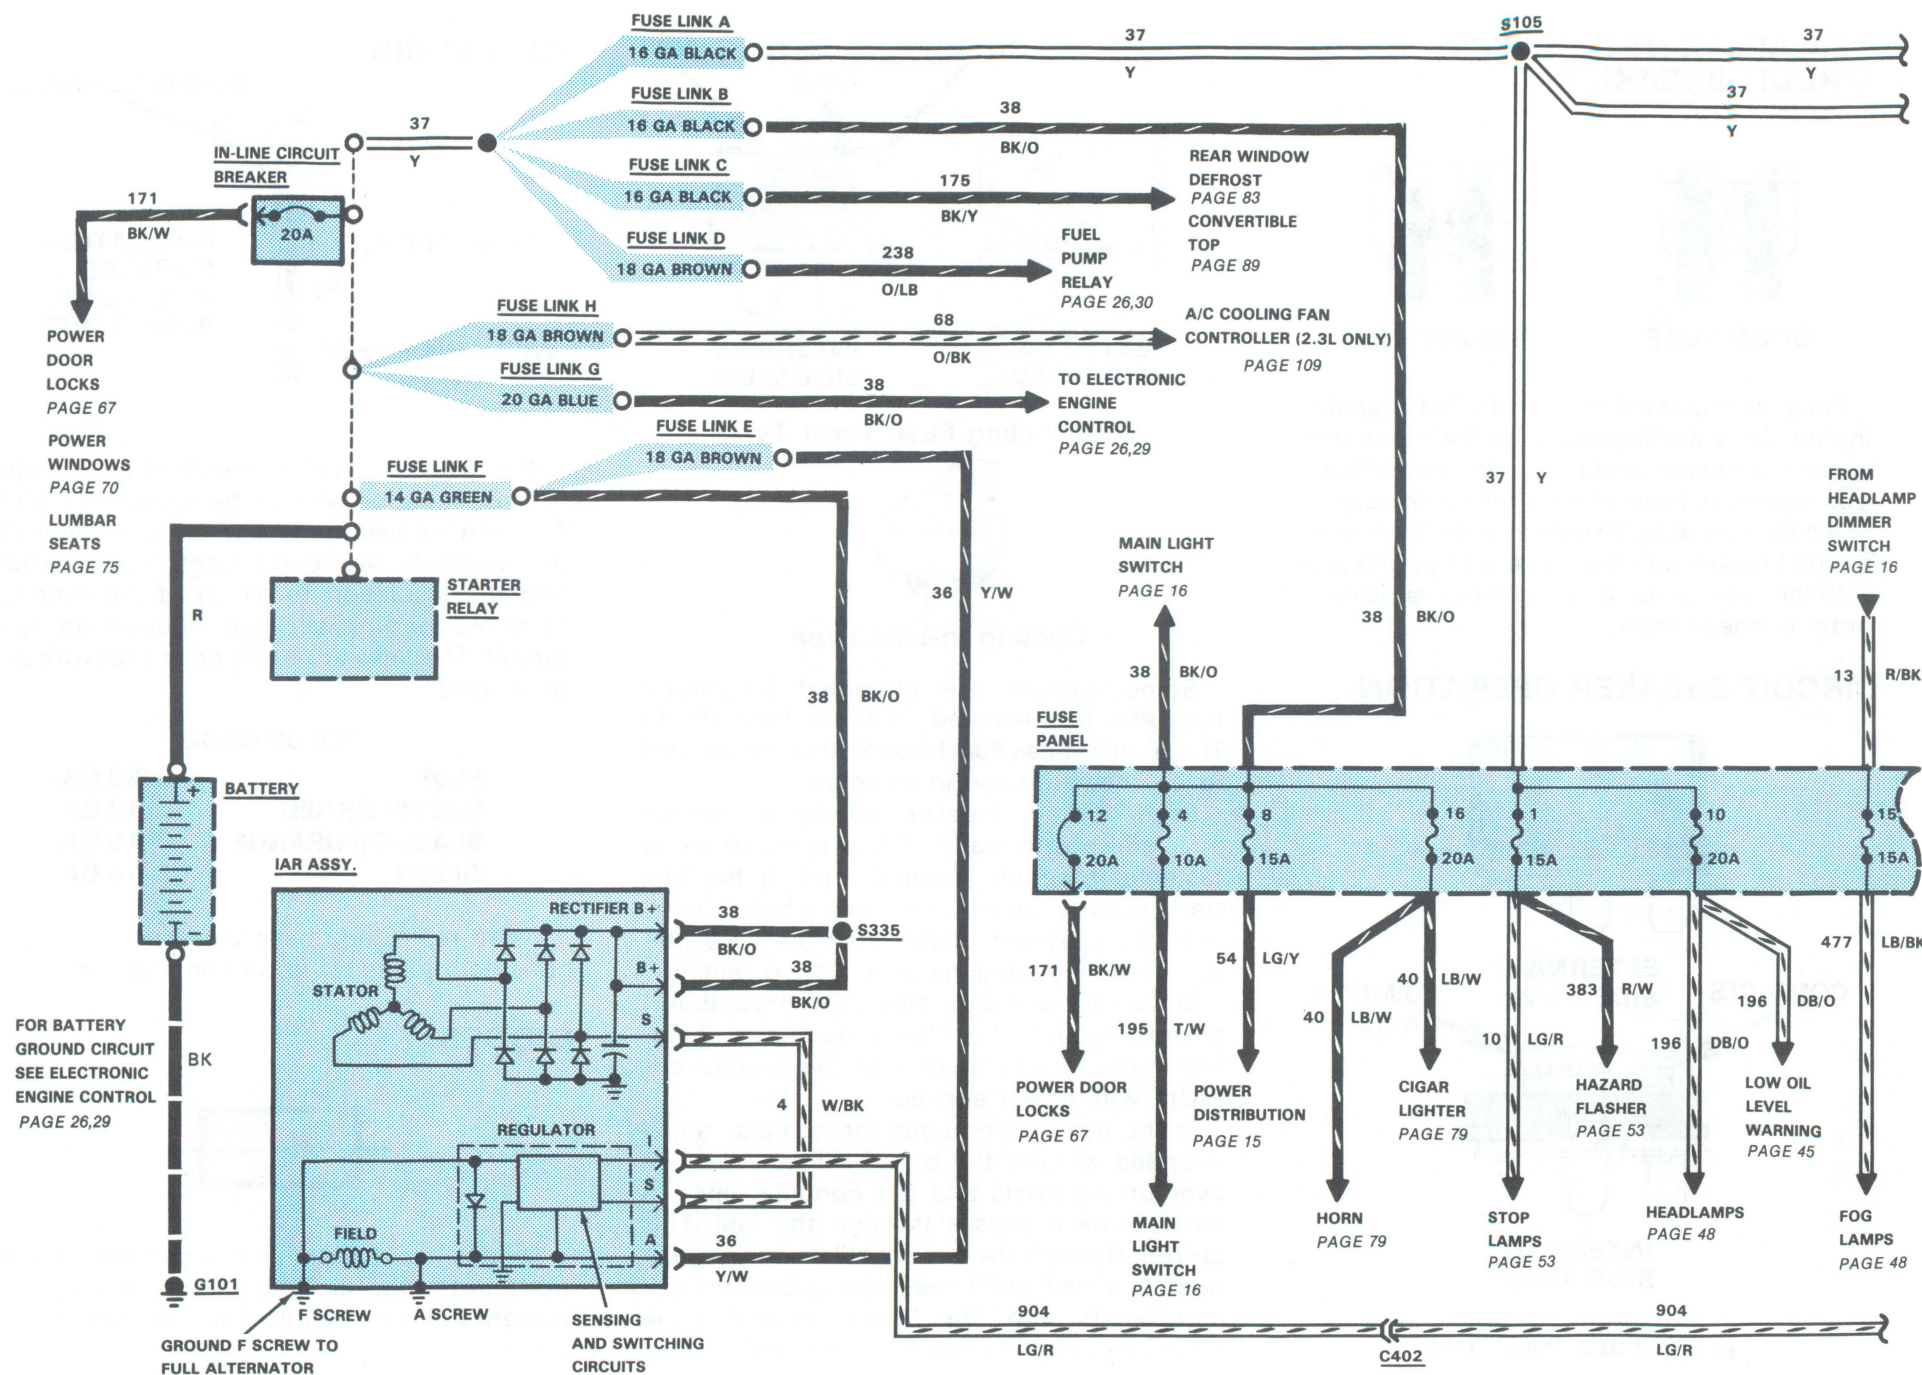 FUSE LINK A
16 GA BLACK
37
Y
S105
37
Y
37
Y
FUSE LINK B
16 GA BLACK
38
BK/O
37
Y
IN-LINE CIRCUIT
BREAKER
20A
171
BK/W
FUSE LINK C
16 GA BLACK
175
BK/Y
REAR WINDOW
DEFROST
PAGE 83
CONVERTIBLE
TOP
PAGE 89
FUSE LINK D
18 GA BROWN
238
O/LB
FUEL
PUMP
RELAY
PAGE 26,30
FUSE LINK H
18 GA BROWN
68
O/BK
A/C COOLING FAN
CONTROLLER (2.3L ONLY)
PAGE 109
FUSE LINK G
20 GA BLUE
38
BK/O
TO ELECTRONIC
ENGINE
CONTROL
PAGE 26,29
POWER
DOOR
LOCKS
PAGE 67
POWER
WINDOWS
PAGE 70
LUMBAR
SEATS
PAGE 75
FUSE LINK E
18 GA BROWN
FUSE LINK F
14 GA GREEN
37 Y
FROM
HEADLAMP
DIMMER
SWITCH
PAGE 16
MAIN LIGHT
SWITCH
PAGE 16
STARTER
RELAY
R
36 Y/W
38 BK/O
38 BK/O
38 BK/O
13 R/BK
FUSE
PANEL
BATTERY
+
-
12
20A
4
10A
8
15A
16
20A
1
15A
10
20A
15
15A
IAR ASSY.
RECTIFIER B+
38
BK/O
S335
B+
38
BK/O
STATOR
S
4 W/BK
REGULATOR
I
S
A
36
Y/W
FIELD
FOR BATTERY
GROUND CIRCUIT
SEE ELECTRONIC
ENGINE CONTROL
PAGE 26,29
BK
G101
F SCREW
A SCREW
GROUND F SCREW TO
FULL ALTERNATOR
SENSING
AND SWITCHING
CIRCUITS
171 BK/W
POWER DOOR
LOCKS
PAGE 67
195 T/W
MAIN
LIGHT
SWITCH
PAGE 16
54 LG/Y
POWER
DISTRIBUTION
PAGE 15
40 LB/W
HORN
PAGE 79
40 LB/W
CIGAR
LIGHTER
PAGE 79
10 LG/R
STOP
LAMPS
PAGE 53
383 R/W
HAZARD
FLASHER
PAGE 53
196 DB/O
HEADLAMPS
PAGE 48
196 DB/O
LOW OIL
LEVEL
WARNING
PAGE 45
477 LB/BK
FOG
LAMPS
PAGE 48
904
LG/R
C402
904
LG/R